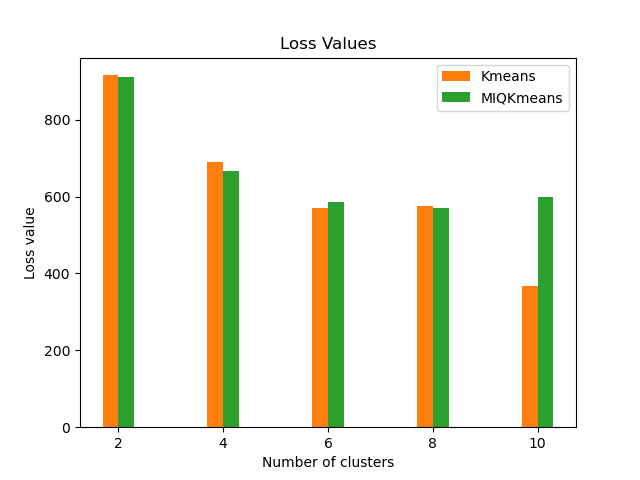 Loss Values
Kmeans
MIQKmeans
Loss value
800
600
400
200
0
2 4 6 8 10
Number of clusters